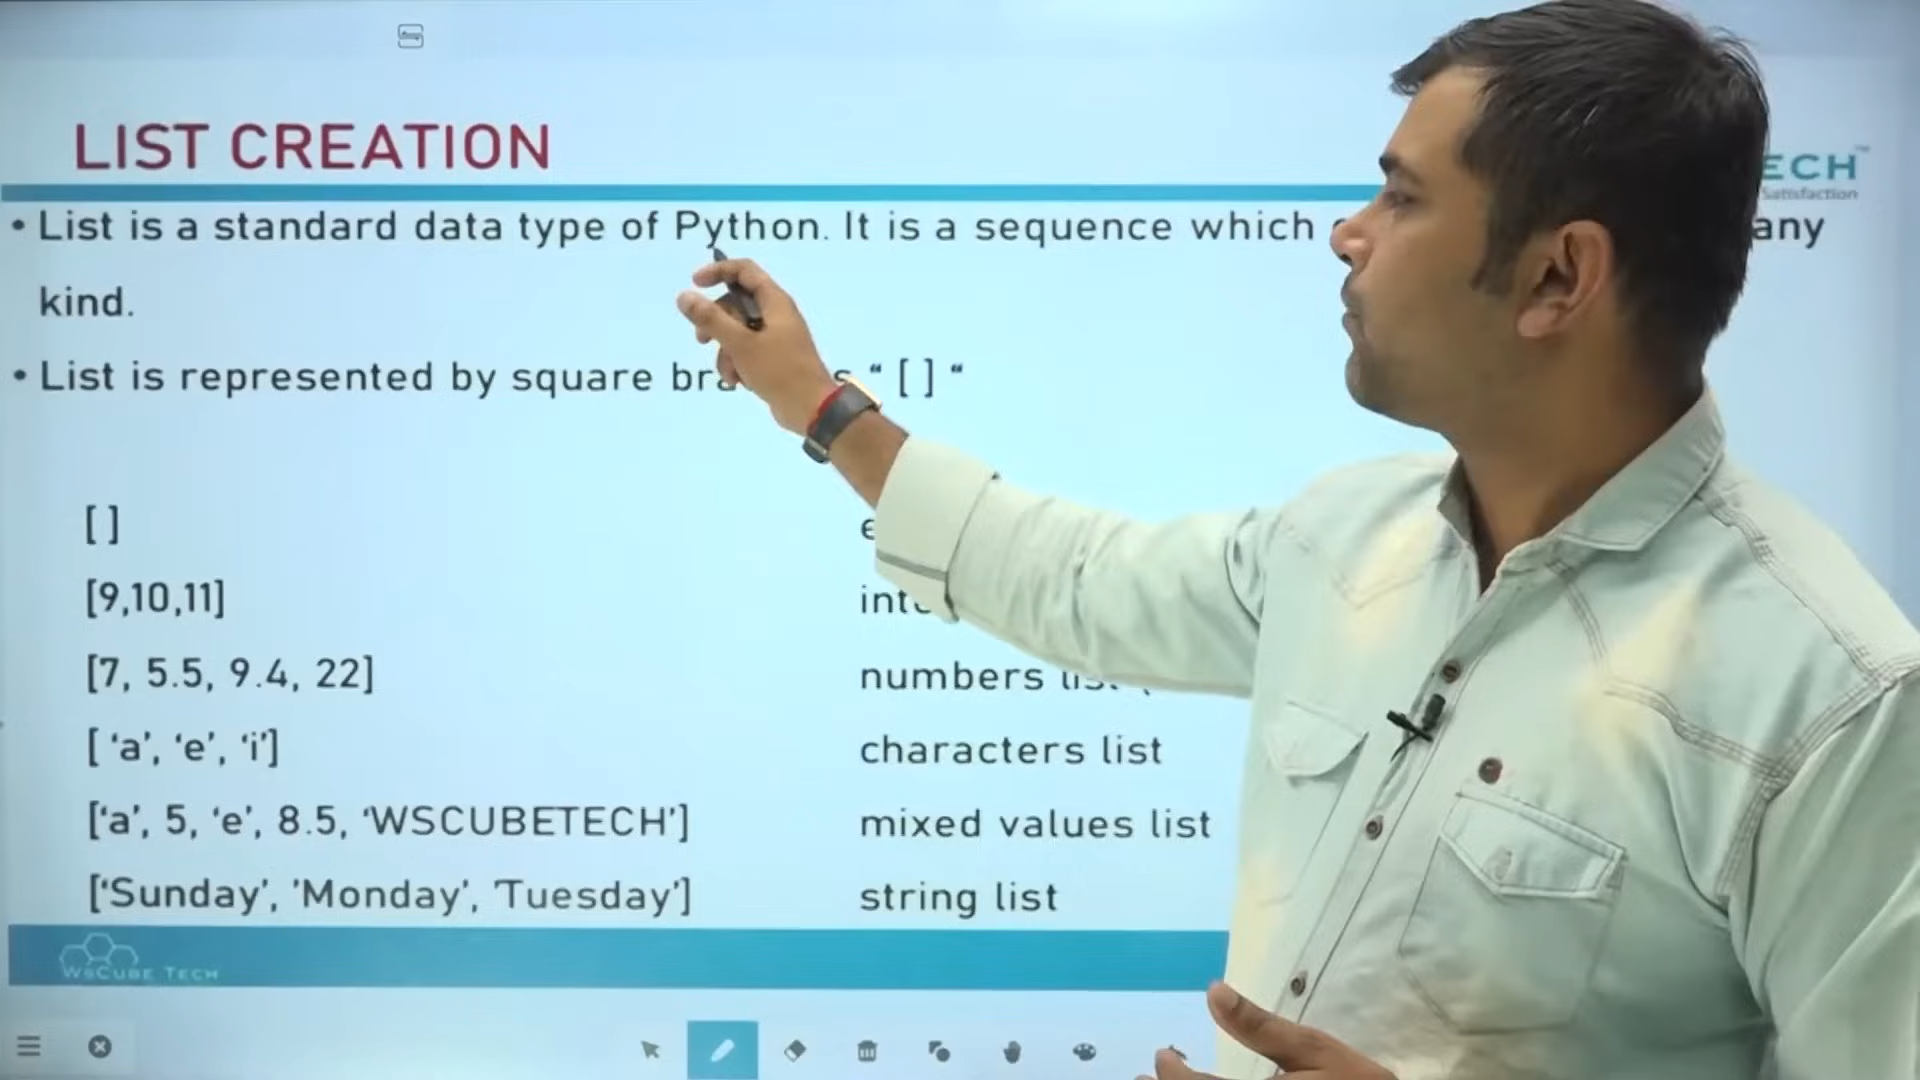 LIST CREATION
ECH™
Satisfaction
• List is a standard data type of Python. It is a sequence which any
kind.
• List is represented by square “ [ ] “
[ ]
[9,10,11]
[7, 5.5, 9.4, 22] numbers
[ ‘a’, ‘e’, ‘i’] characters list
[‘a’, 5, ‘e’, 8.5, ‘WSCUBETECH’] mixed values list
[‘Sunday’, ’Monday’, ‘Tuesday’] string list
WSCUBE TECH